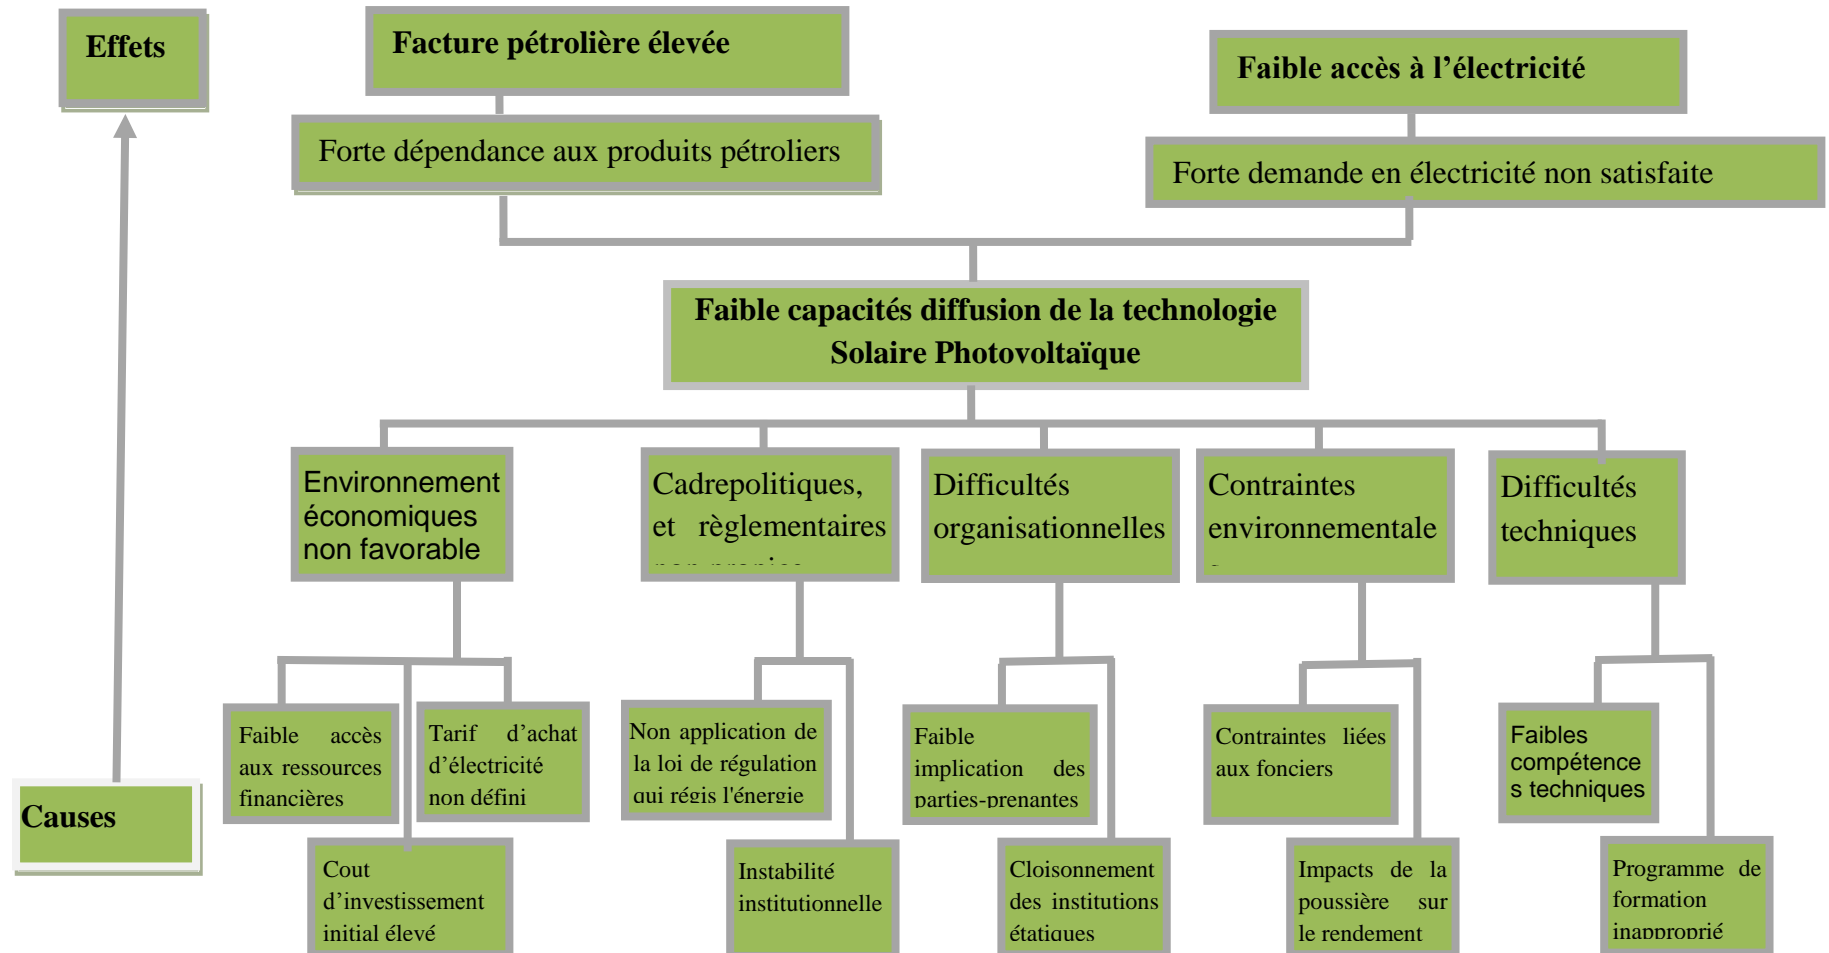 Effets
Facture pétrolière élevée
Faible accès à l’électricité
Forte dépendance aux produits pétroliers
Forte demande en électricité non satisfaite
Faible capacités diffusion de la technologie
Solaire Photovoltaïque
Environnement
économiques
non favorable
Cadrepolitiques,
et règlementaires
Difficultés
organisationnelles
Contraintes
environnementale
Difficultés
techniques
Faible accès
aux ressources
financières
Tarif d’achat
d’électricité
non défini
Non application de
la loi de régulation
qui régis l'énergie
Faible
implication des
parties-prenantes
Contraintes liées
aux fonciers
Faibles
compétence
s techniques
Causes
Cout
d’investissement
initial élevé
Instabilité
institutionnelle
Cloisonnement
des institutions
étatiques
Impacts de la
poussière sur
le rendement
Programme de
formation
inapproprié